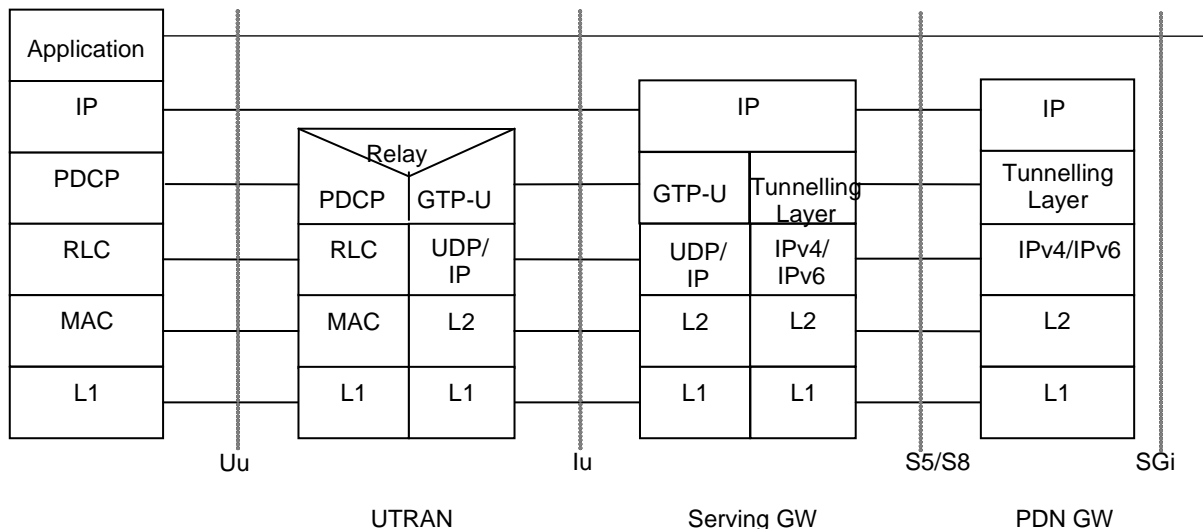 Application
IP
PDCP
RLC
MAC
L1
Relay
PDCP
GTP-U
RLC
UDP/
IP
MAC
L2
L1
L1
IP
GTP-U
Tunnelling
Layer
UDP/
IP
IPv4/
IPv6
L2
L2
L1
L1
IP
Tunnelling
Layer
IPv4/IPv6
L2
L1
Uu
Iu
S5/S8
SGi
UTRAN
Serving GW
PDN GW